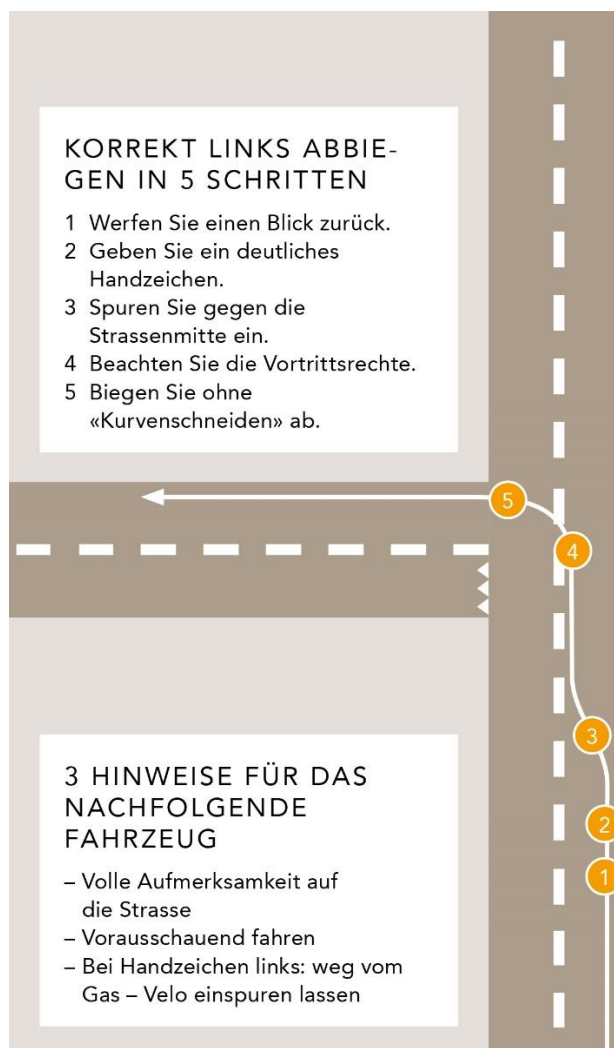 KORREKT LINKS ABBIE-
GEN IN 5 SCHRITTEN
1 Werfen Sie einen Blick zurück.
2 Geben Sie ein deutliches
Handzeichen.
3 Spuren Sie gegen die
Strassenmitte ein.
4 Beachten Sie die Vortrittsrechte.
5 Biegen Sie ohne
«Kurvenschneiden» ab.
5
4
3
2
1
3 HINWEISE FÜR DAS
NACHFOLGENDE
FAHRZEUG
– Volle Aufmerksamkeit auf
die Strasse
– Vorausschauend fahren
– Bei Handzeichen links: weg vom
Gas – Velo einspuren lassen